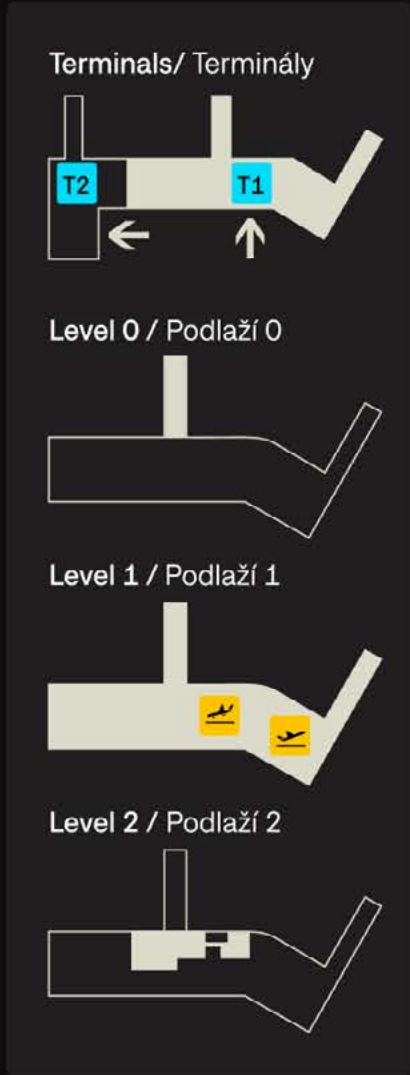 Terminals/ Terminály
T2
T1
Level 0 / Podlaží 0
Level 1 / Podlaží 1
Level 2 / Podlaží 2